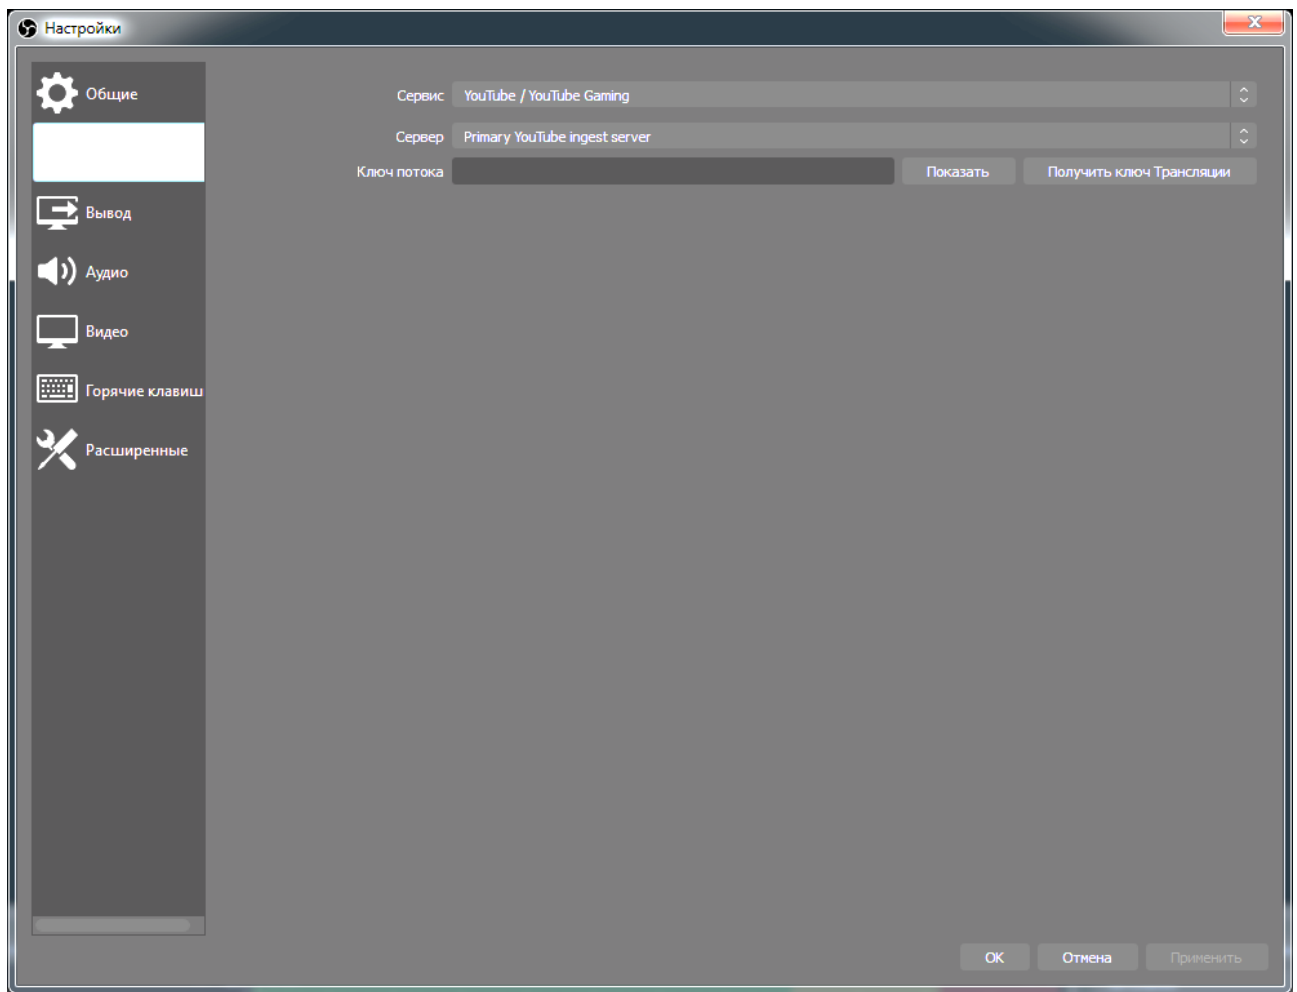 Настройки
Общие
Вывод
Аудио
Видео
Горячие клавиш
Расширенные
Сервис YouTube / YouTube Gaming
Сервер Primary YouTube ingest server
Ключ потока Показать Получить ключ Трансляции
OK Отмена Применить